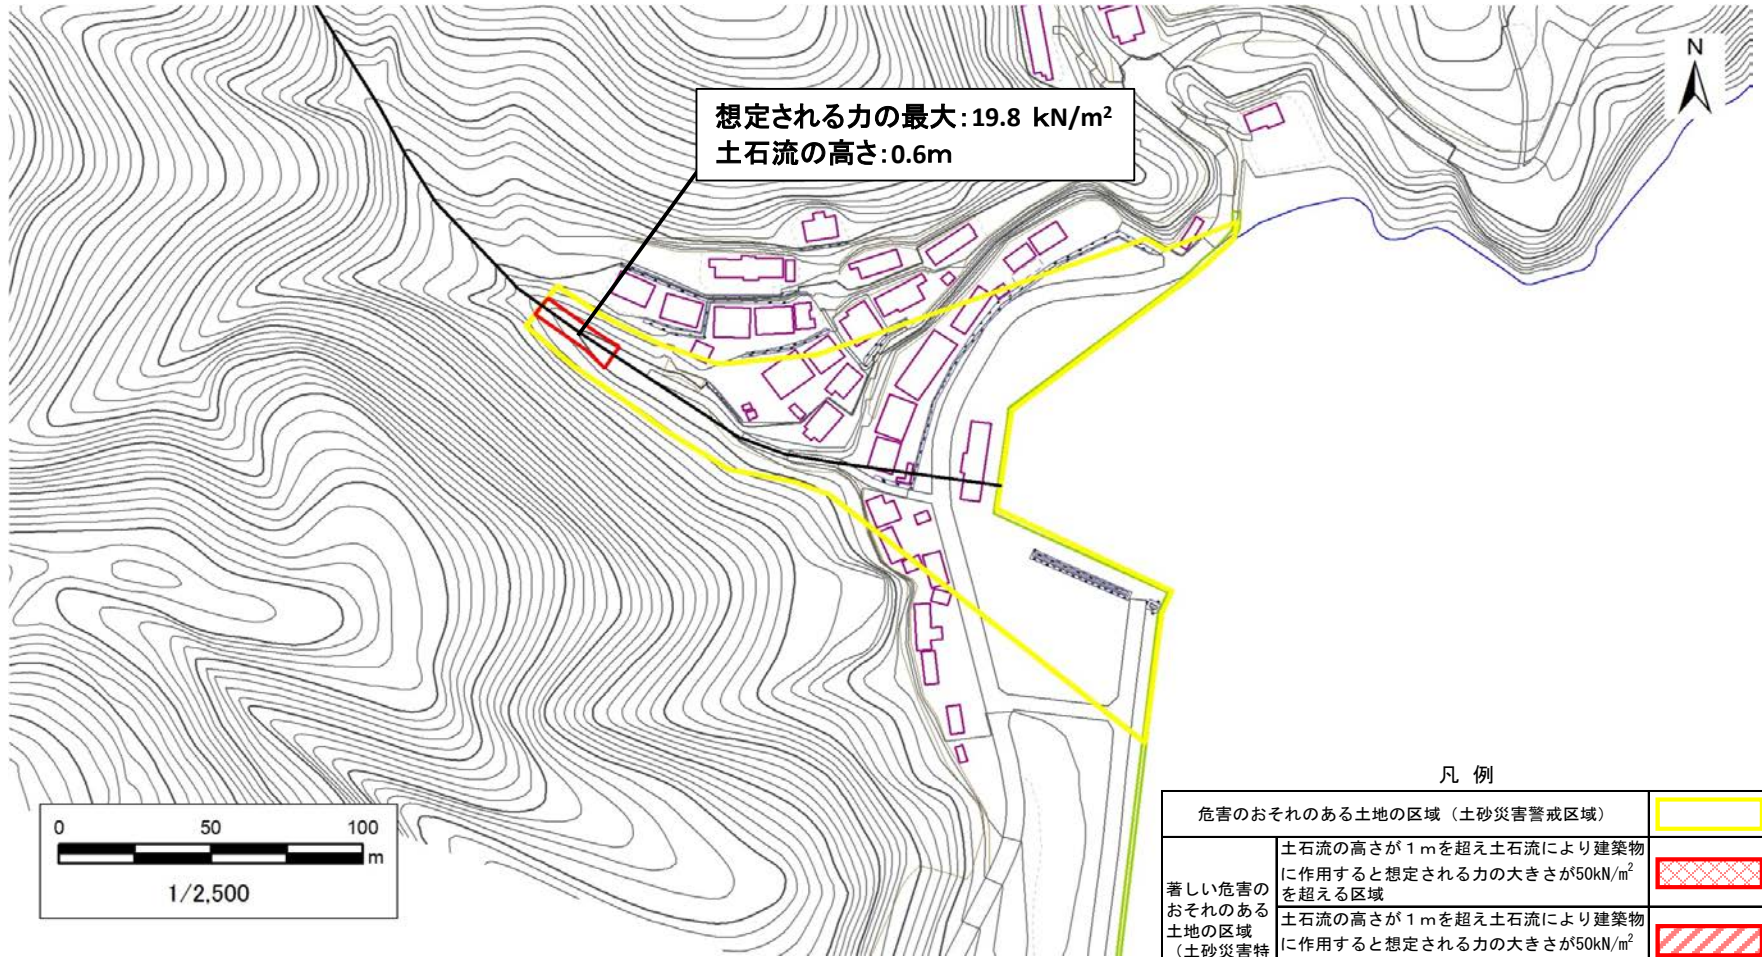 N
想定される力の最大:19.8 kN/m²
土石流の高さ:0.6m
0 50 100
m
1/2,500
凡 例
危害のおそれのある土地の区域(土砂災害警戒区域)
著しい危害の
おそれのある
土地の区域
(土砂災害特
土石流の高さが1mを超え土石流により建築物
に作用すると想定される力の大きさが50kN/㎡
を超える区域
土石流の高さが1mを超え土石流により建築物
に作用すると想定される力の大きさが50kN/㎡